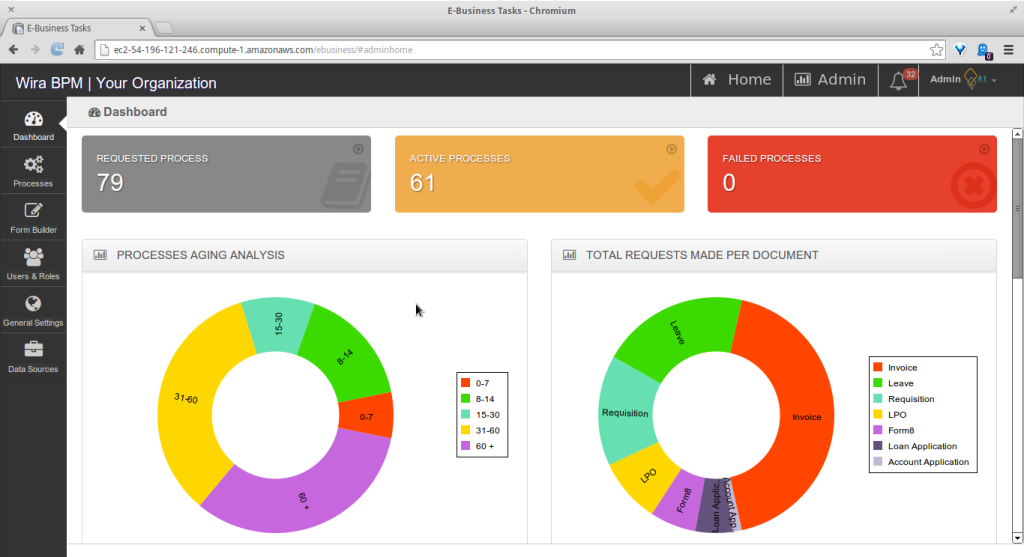 E-Business Tasks - Chromium
E-Business Tasks
ec2-54-196-121-246.compute-1.amazonaws.com/ebusiness/#adminhome
0
Wira BPM | Your Organization
Home
Admin
32
Admin
A1
Dashboard
Processes
Form Builder
Users & Roles
General Settings
Data Sources
Dashboard
REQUESTED PROCESS
79
ACTIVE PROCESSES
61
FAILED PROCESSES
0
PROCESSES AGING ANALYSIS
15-30
8-14
31-60
0-7
60 +
0-7
8-14
15-30
31-60
60 +
TOTAL REQUESTS MADE PER DOCUMENT
Leave
Requisition
Invoice
LPO
Form8
Loan Applic..
Account App..
Invoice
Leave
Requisition
LPO
Form8
Loan Application
Account Application